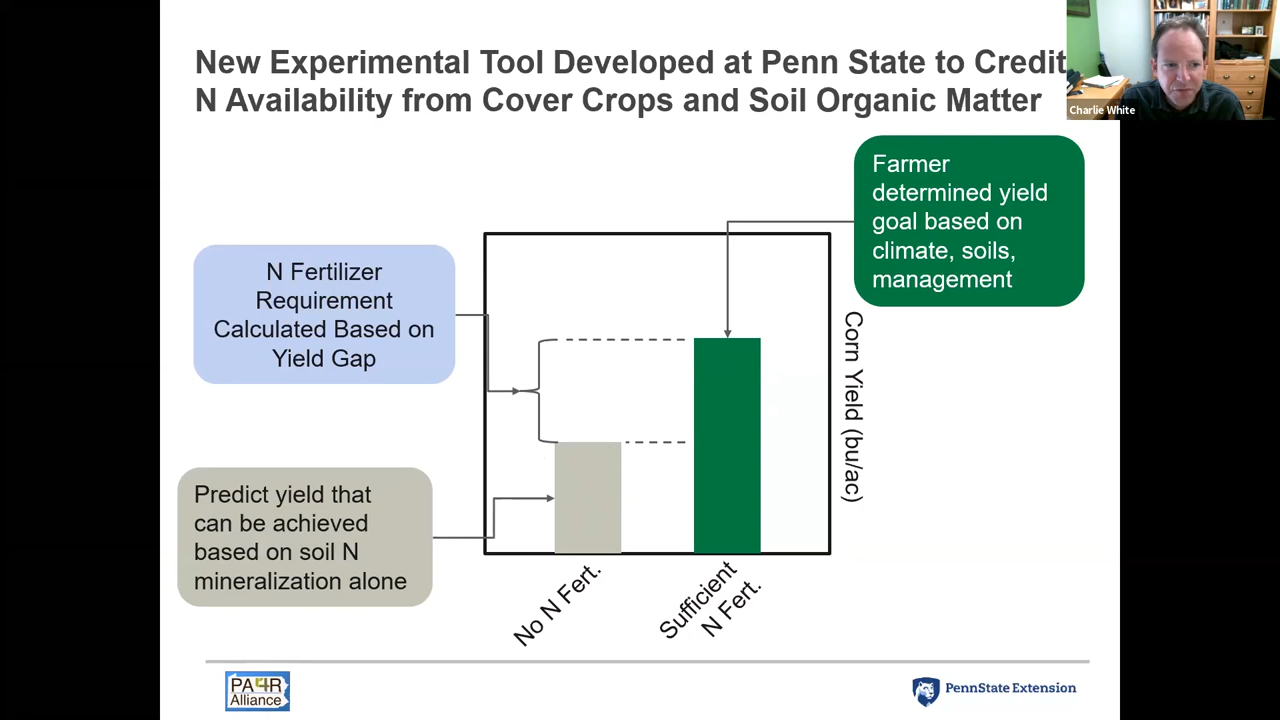 New Experimental Tool Developed at Penn State to Credit
N Availability from Cover Crops and Soil Organic Matter
Charlie White
Farmer
determined yield
goal based on
climate, soils,
management
N Fertilizer
Requirement
Calculated Based on
Yield Gap
Predict yield that
can be achieved
based on soil N
mineralization alone
Corn Yield (bu/ac)
No N Fert.
Sufficient
N Fert.
PA4R
Alliance
PennState Extension